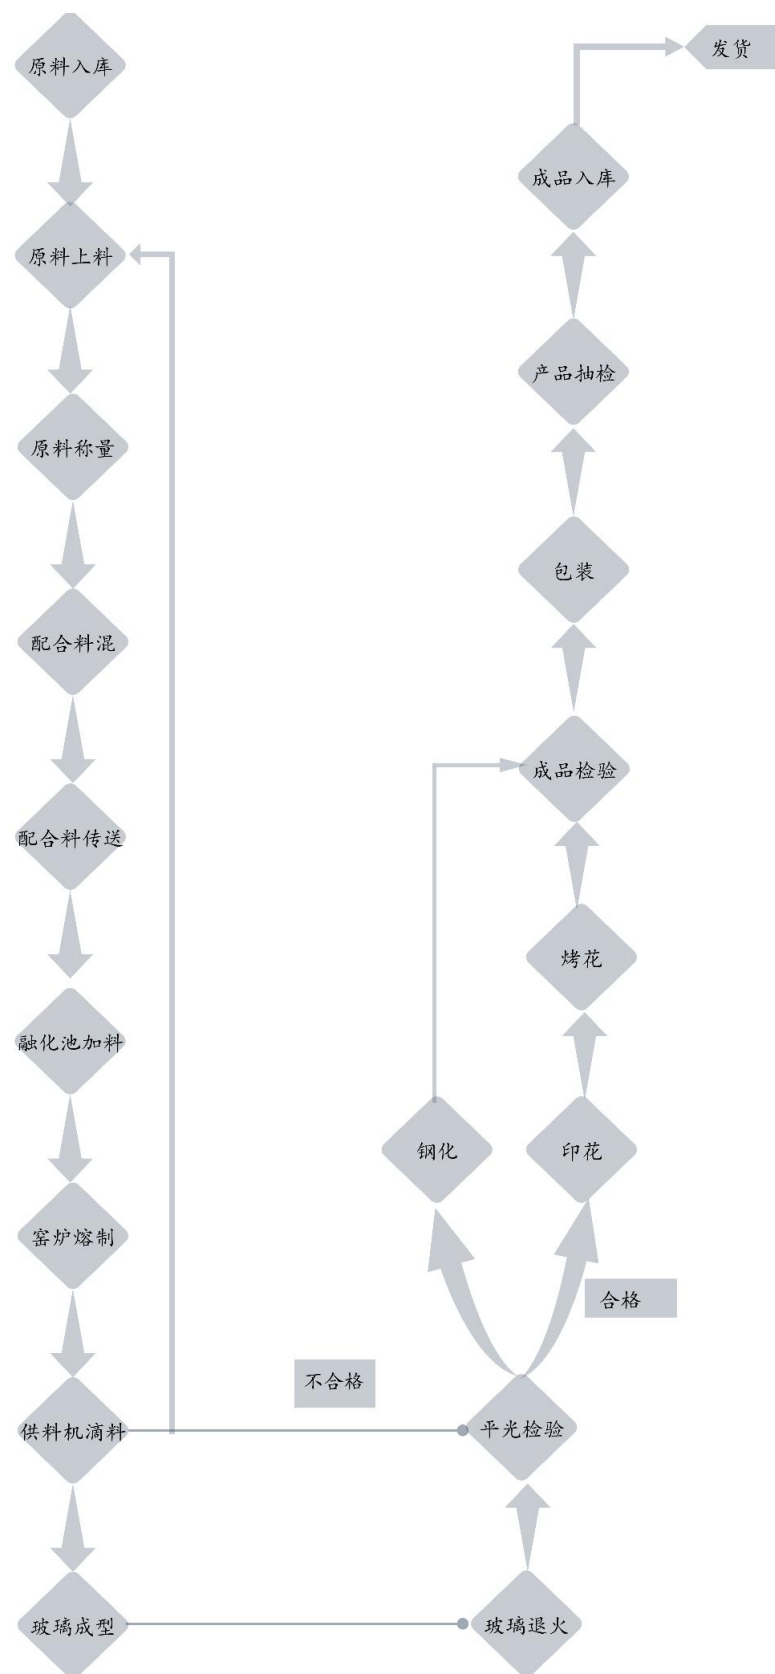 原料入库
原料上料
原料称量
配合料混
配合料传送
融化池加料
窑炉熔制
供料机滴料
玻璃成型
玻璃退火
平光检验
不合格
合格
钢化
印花
烤花
成品检验
包装
产品抽检
成品入库
发货